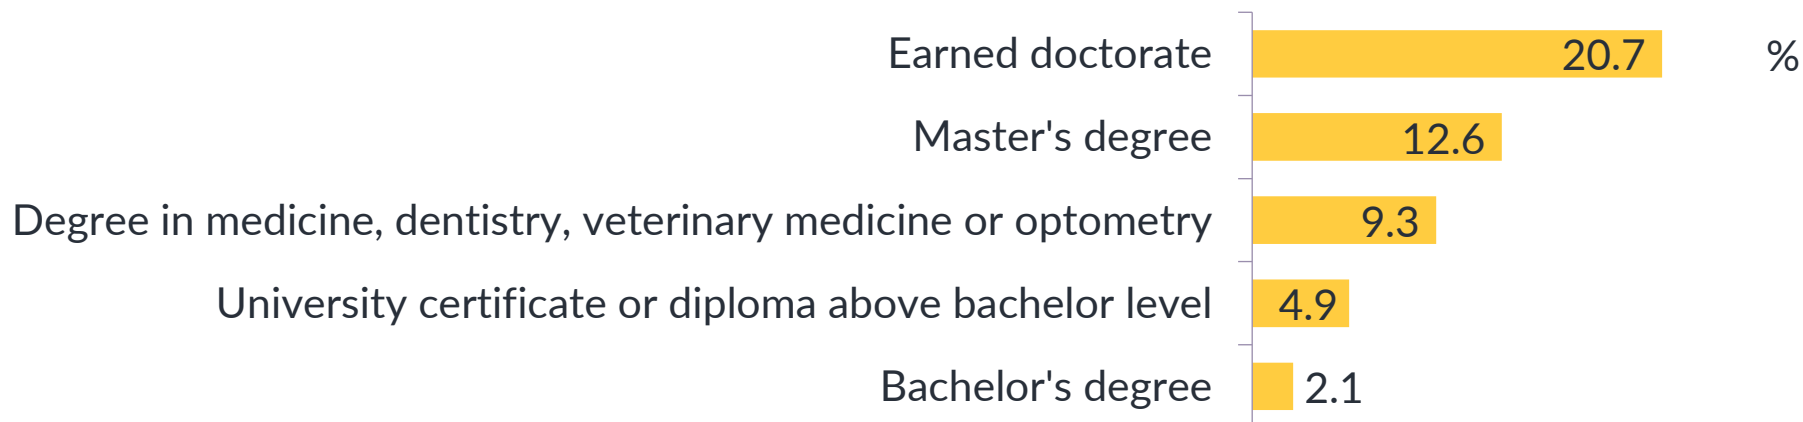 Earned doctorate 20.7 %
Master's degree 12.6
Degree in medicine, dentistry, veterinary medicine or optometry 9.3
University certificate or diploma above bachelor level 4.9
Bachelor's degree 2.1